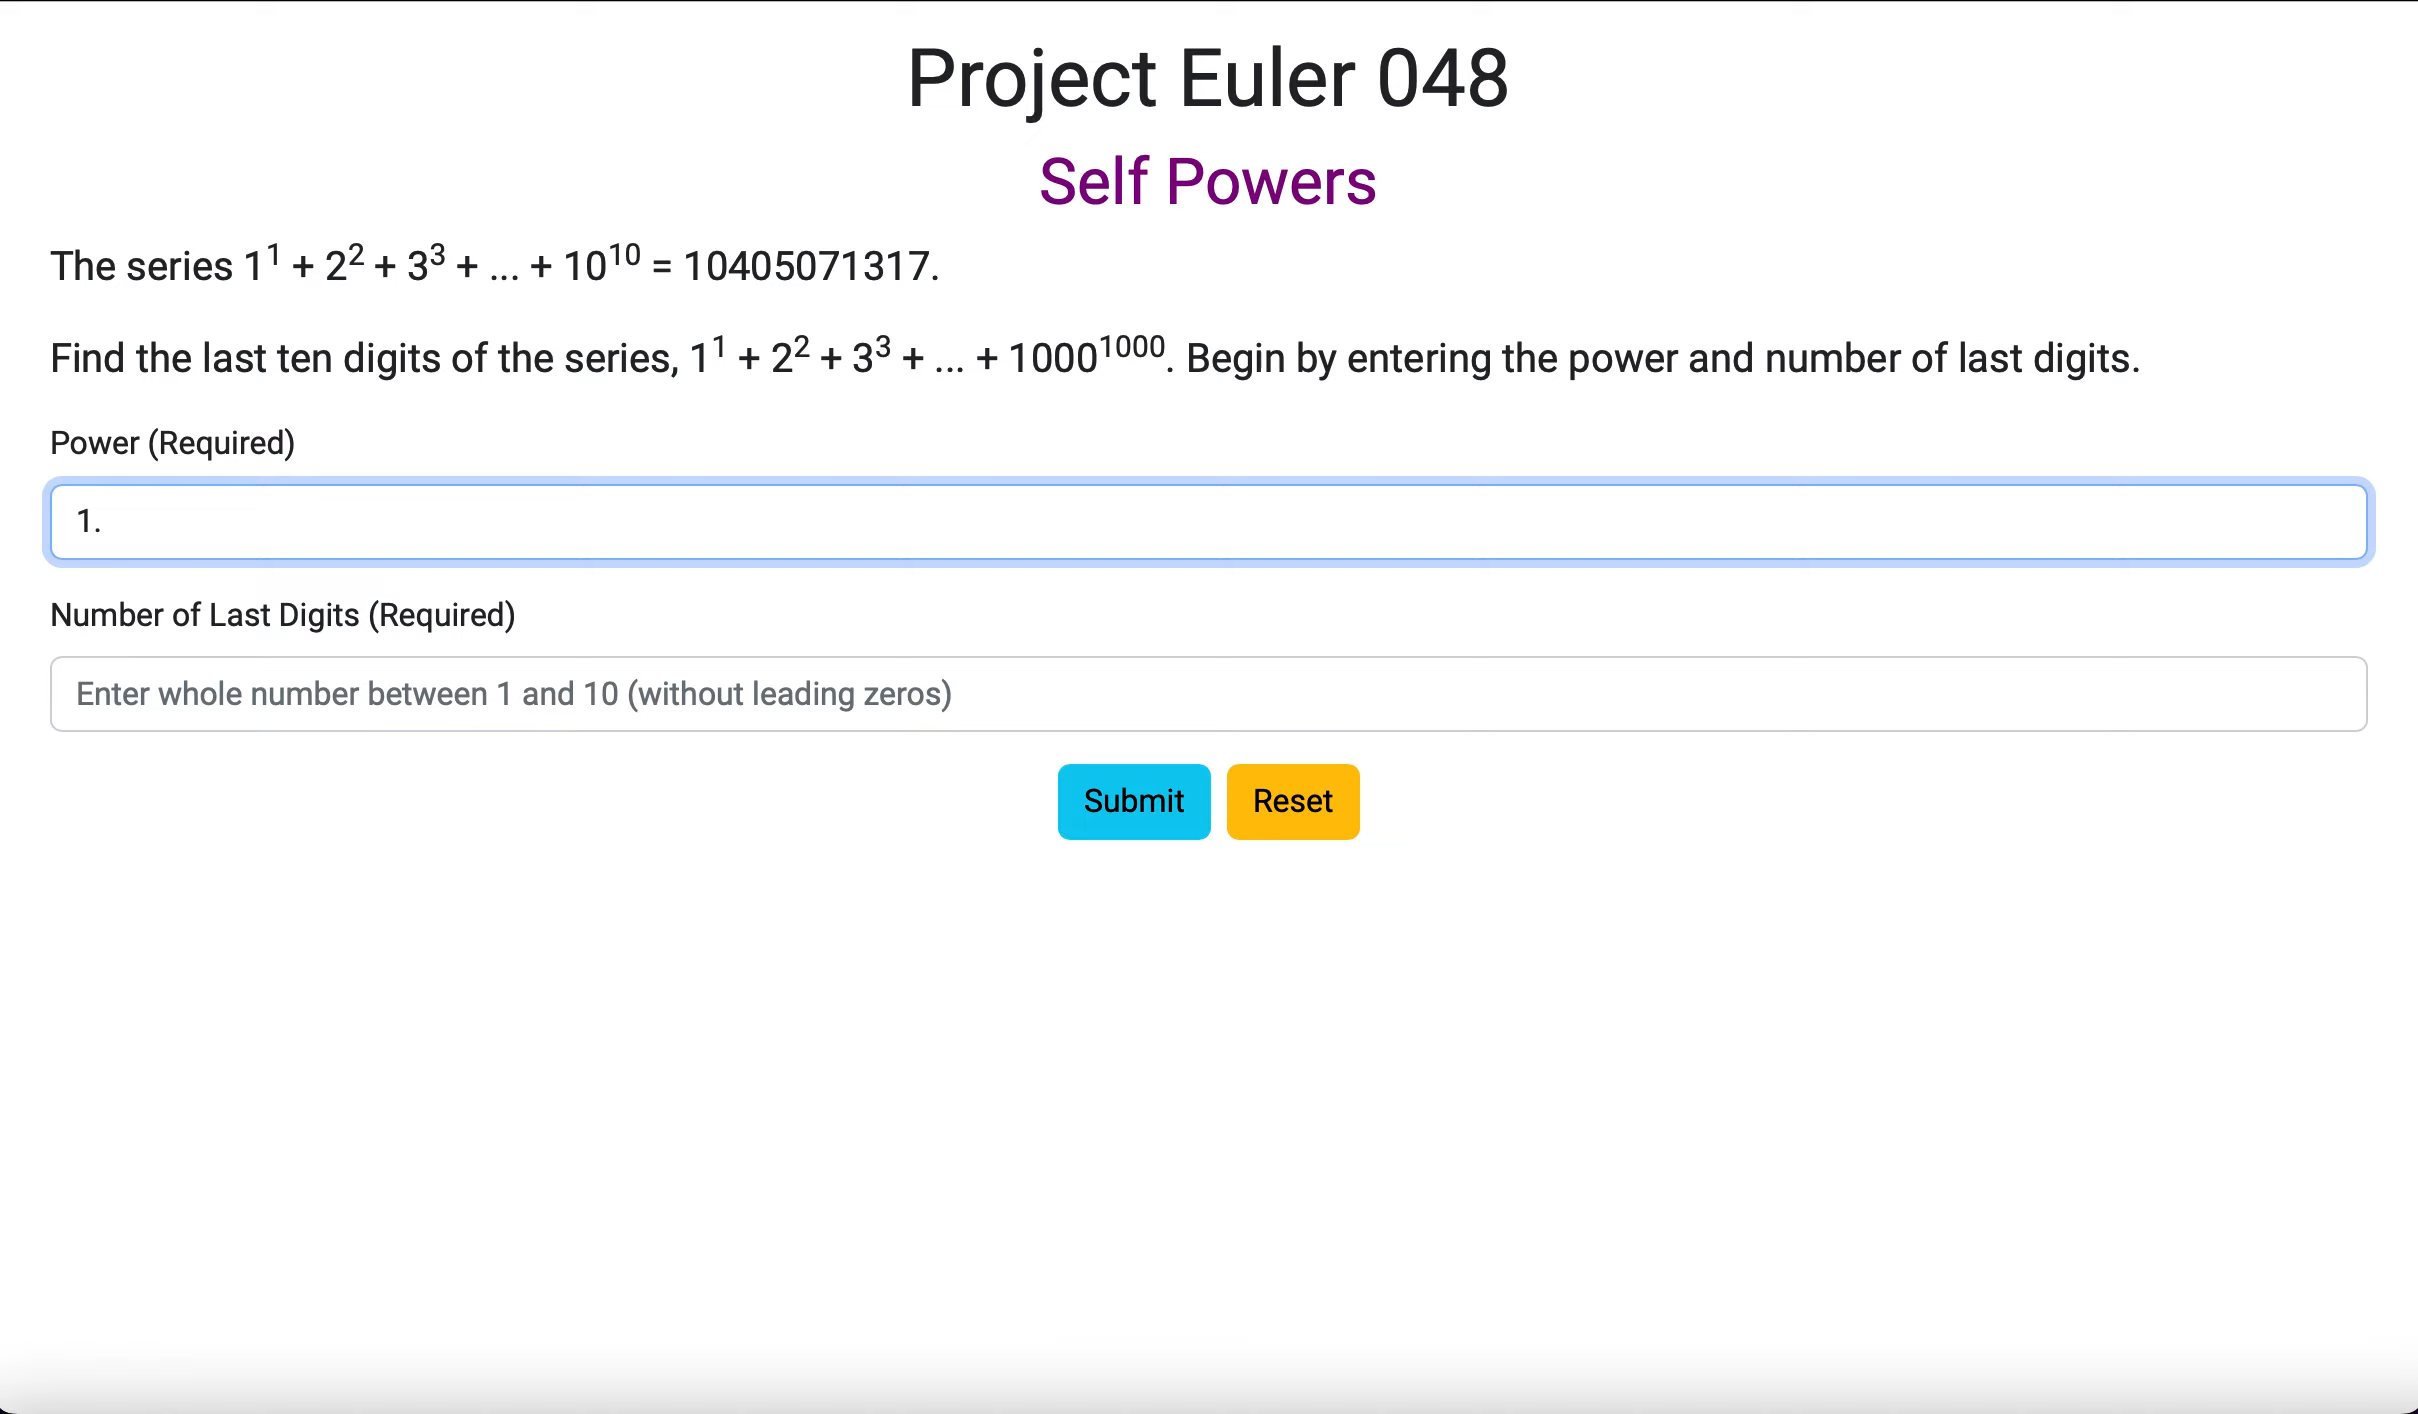 Project Euler 048
Self Powers
The series 1¹ + 2² + 3³ + ... + 10¹⁰ = 10405071317.
Find the last ten digits of the series, 1¹ + 2² + 3³ + ... + 1000¹⁰⁰⁰. Begin by entering the power and number of last digits.
Power (Required)
1.
Number of Last Digits (Required)
Enter whole number between 1 and 10 (without leading zeros)
Submit Reset